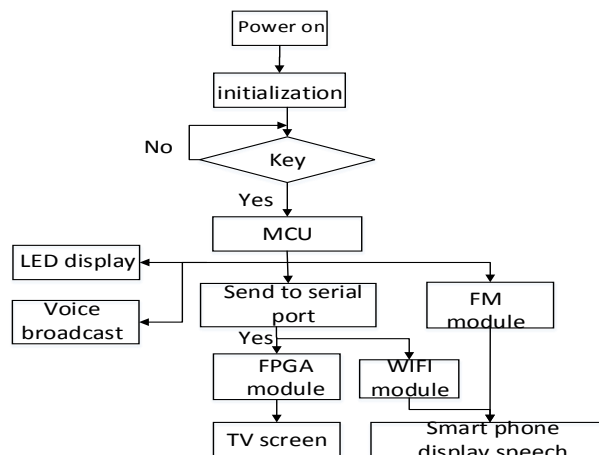 Power on
initialization
No
Key
Yes
MCU
LED display
Send to serial
port
FM
module
Voice
broadcast
Yes
FPGA
module
WIFI
module
TV screen
Smart phone
display speech